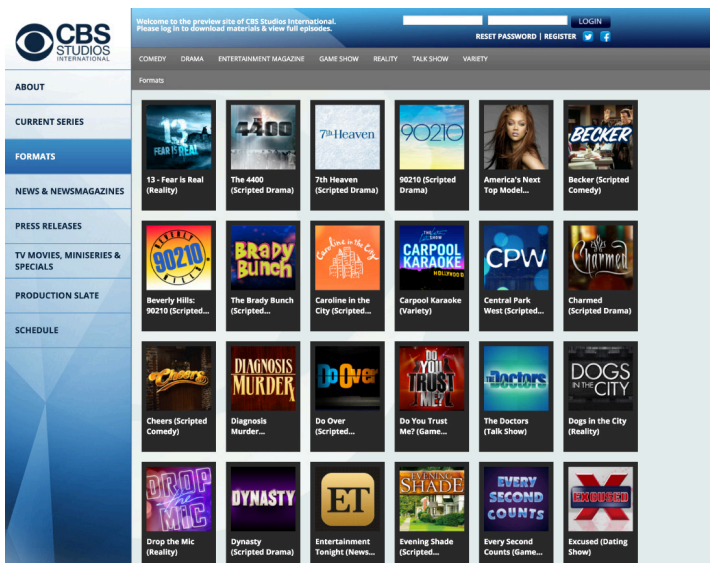 CBS
STUDIOS
INTERNATIONAL
Welcome to the preview site of CBS Studios International.
Please log in to download materials & view full episodes.
LOGIN
RESET PASSWORD | REGISTER
COMEDY DRAMA ENTERTAINMENT MAGAZINE GAME SHOW REALITY TALK SHOW VARIETY
Formats
ABOUT
CURRENT SERIES
FORMATS
NEWS & NEWSMAGAZINES
PRESS RELEASES
TV MOVIES, MINISERIES &
SPECIALS
PRODUCTION SLATE
SCHEDULE
13
FEAR IS REAL
13 - Fear is Real
(Reality)
4400
The 4400
(Scripted Drama)
7th Heaven
7th Heaven
(Scripted Drama)
90210
90210 (Scripted
Drama)
America's Next
Top Model...
BECKER
Becker (Scripted
Comedy)
BEVERLY
90210
HILLS
Beverly Hills:
90210 (Scripted...
BRADY
BUNCH
The Brady Bunch
(Scripted...
Caroline in the City
Caroline in the
City (Scripted...
CARPOOL
KARAOKE
HOLLYWOOD
Carpool Karaoke
(Variety)
CPW
Central Park
West (Scripted...
Charmed
Charmed
(Scripted Drama)
Cheers
Cheers (Scripted
Comedy)
DIAGNOSIS
MURDER
Diagnosis
Murder...
Do Over
Do Over
(Scripted...
DO
YOU
TRUST
ME?
Do You Trust
Me? (Game...
THE Doctors
The Doctors
(Talk Show)
DOGS
IN THE CITY
Dogs in the City
(Reality)
DROP
the
MIC
Drop the Mic
(Reality)
DYNASTY
Dynasty
(Scripted Drama)
ET
Entertainment
Tonight (News...
EVENING
SHADE
Evening Shade
(Scripted...
EVERY
SECOND
COUNTS
Every Second
Counts (Game...
EXCUSED
Excused (Dating
Show)